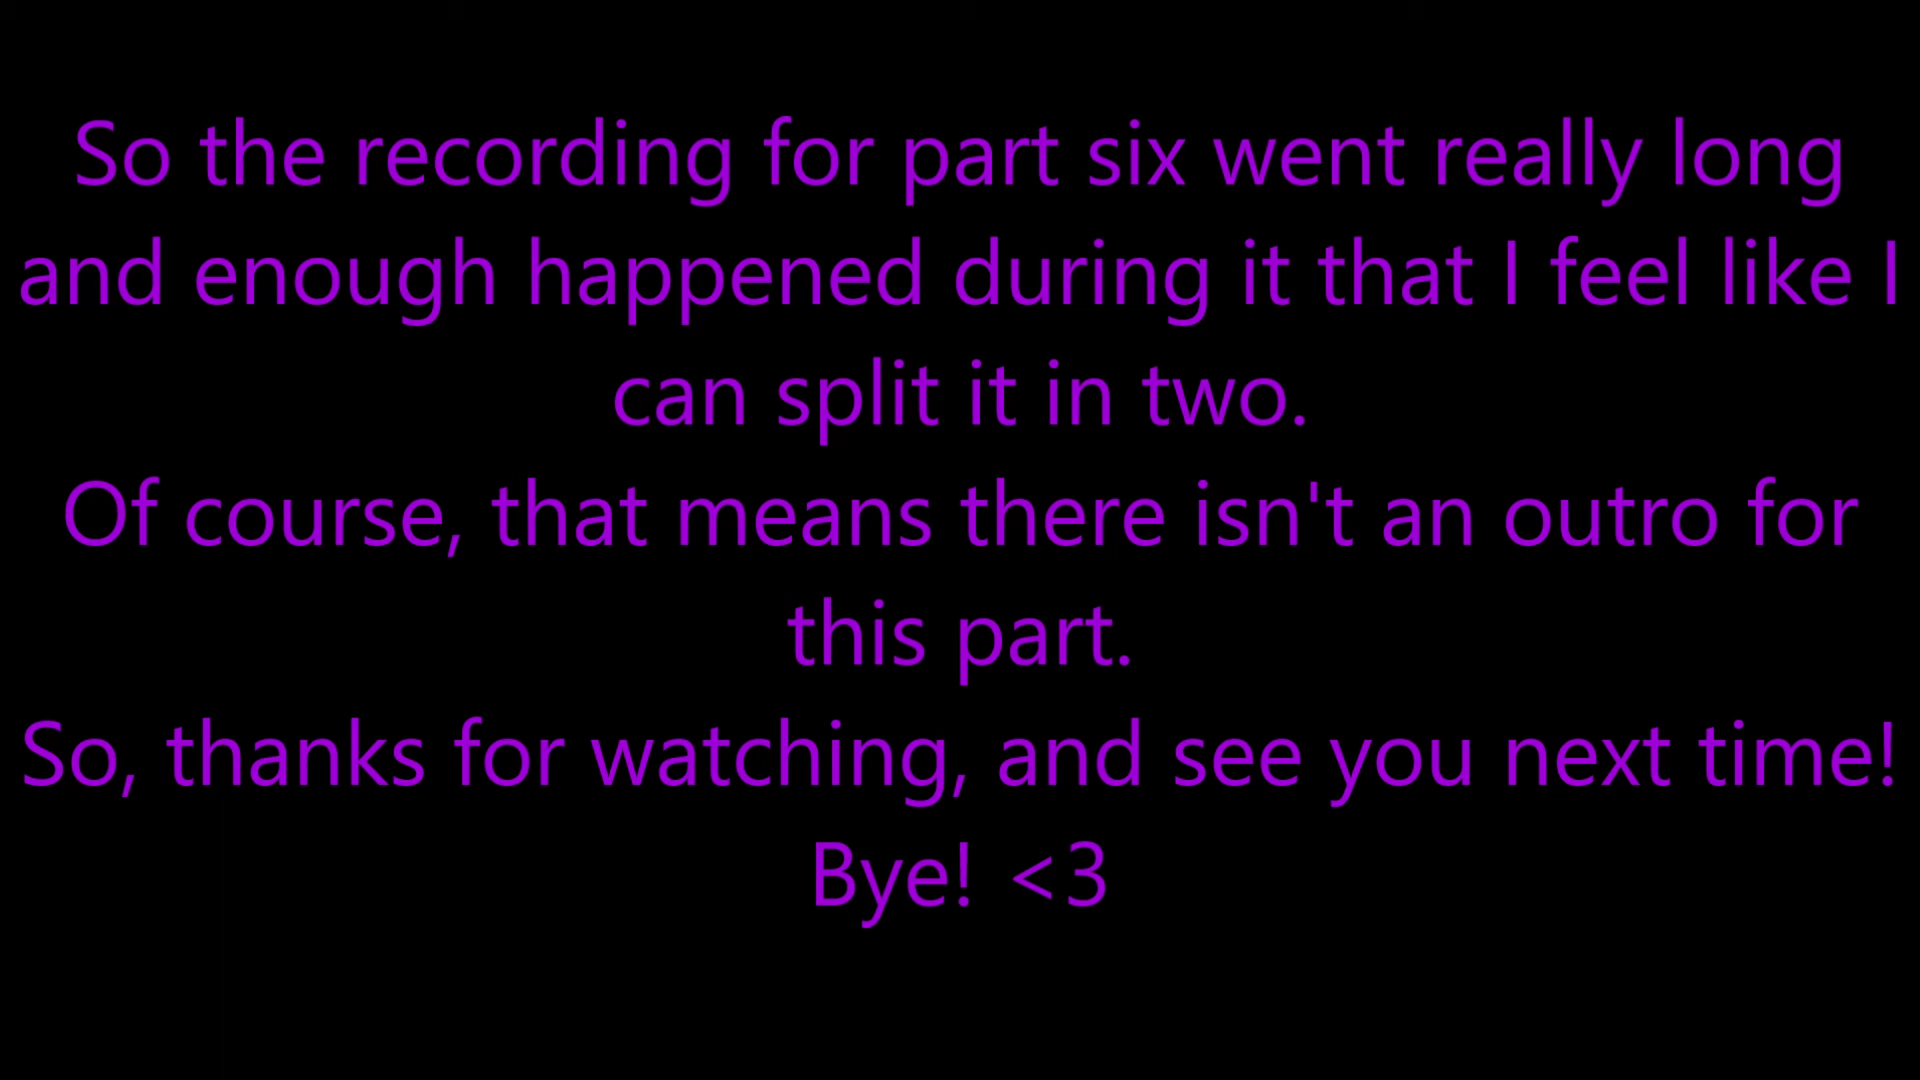 So the recording for part six went really long
and enough happened during it that I feel like I
can split it in two.
Of course, that means there isn't an outro for
this part.
So, thanks for watching, and see you next time!
Bye! <3